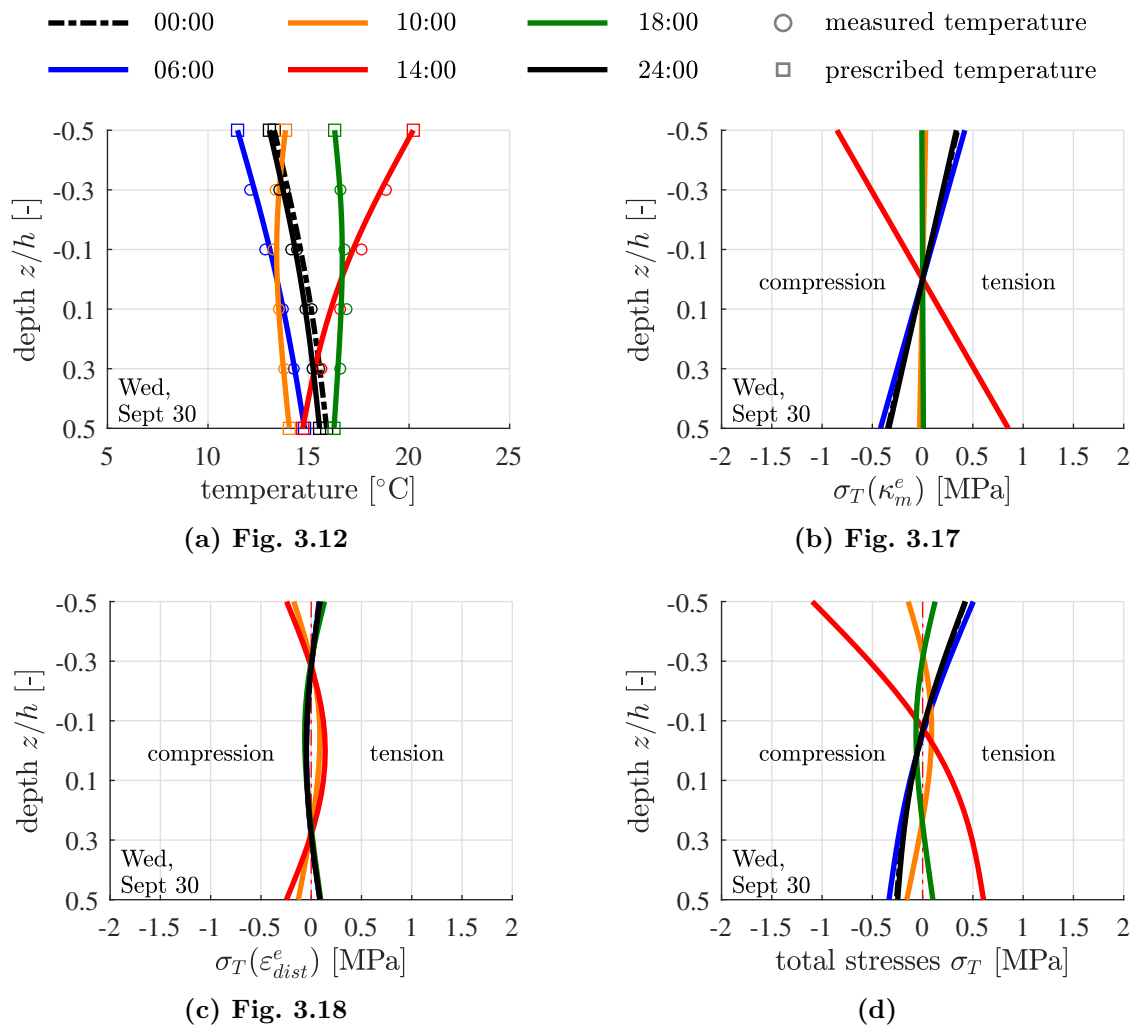 00:00 10:00 18:00 measured temperature
06:00 14:00 24:00 prescribed temperature
-0.5
-0.3
-0.1
0.1
0.3
0.5
depth z/h [-]
Wed,
Sept 30
5 10 15 20 25
temperature [°C]
(a) Fig. 3.12
-0.5
-0.3
-0.1
0.1
0.3
0.5
depth z/h [-]
compression tension
Wed,
Sept 30
-2 -1.5 -1 -0.5 0 0.5 1 1.5 2
σ_T(κ_m^e) [MPa]
(b) Fig. 3.17
-0.5
-0.3
-0.1
0.1
0.3
0.5
depth z/h [-]
compression tension
Wed,
Sept 30
-2 -1.5 -1 -0.5 0 0.5 1 1.5 2
σ_T(ε_dist^e) [MPa]
(c) Fig. 3.18
-0.5
-0.3
-0.1
0.1
0.3
0.5
depth z/h [-]
compression tension
Wed,
Sept 30
-2 -1.5 -1 -0.5 0 0.5 1 1.5 2
total stresses σ_T [MPa]
(d)